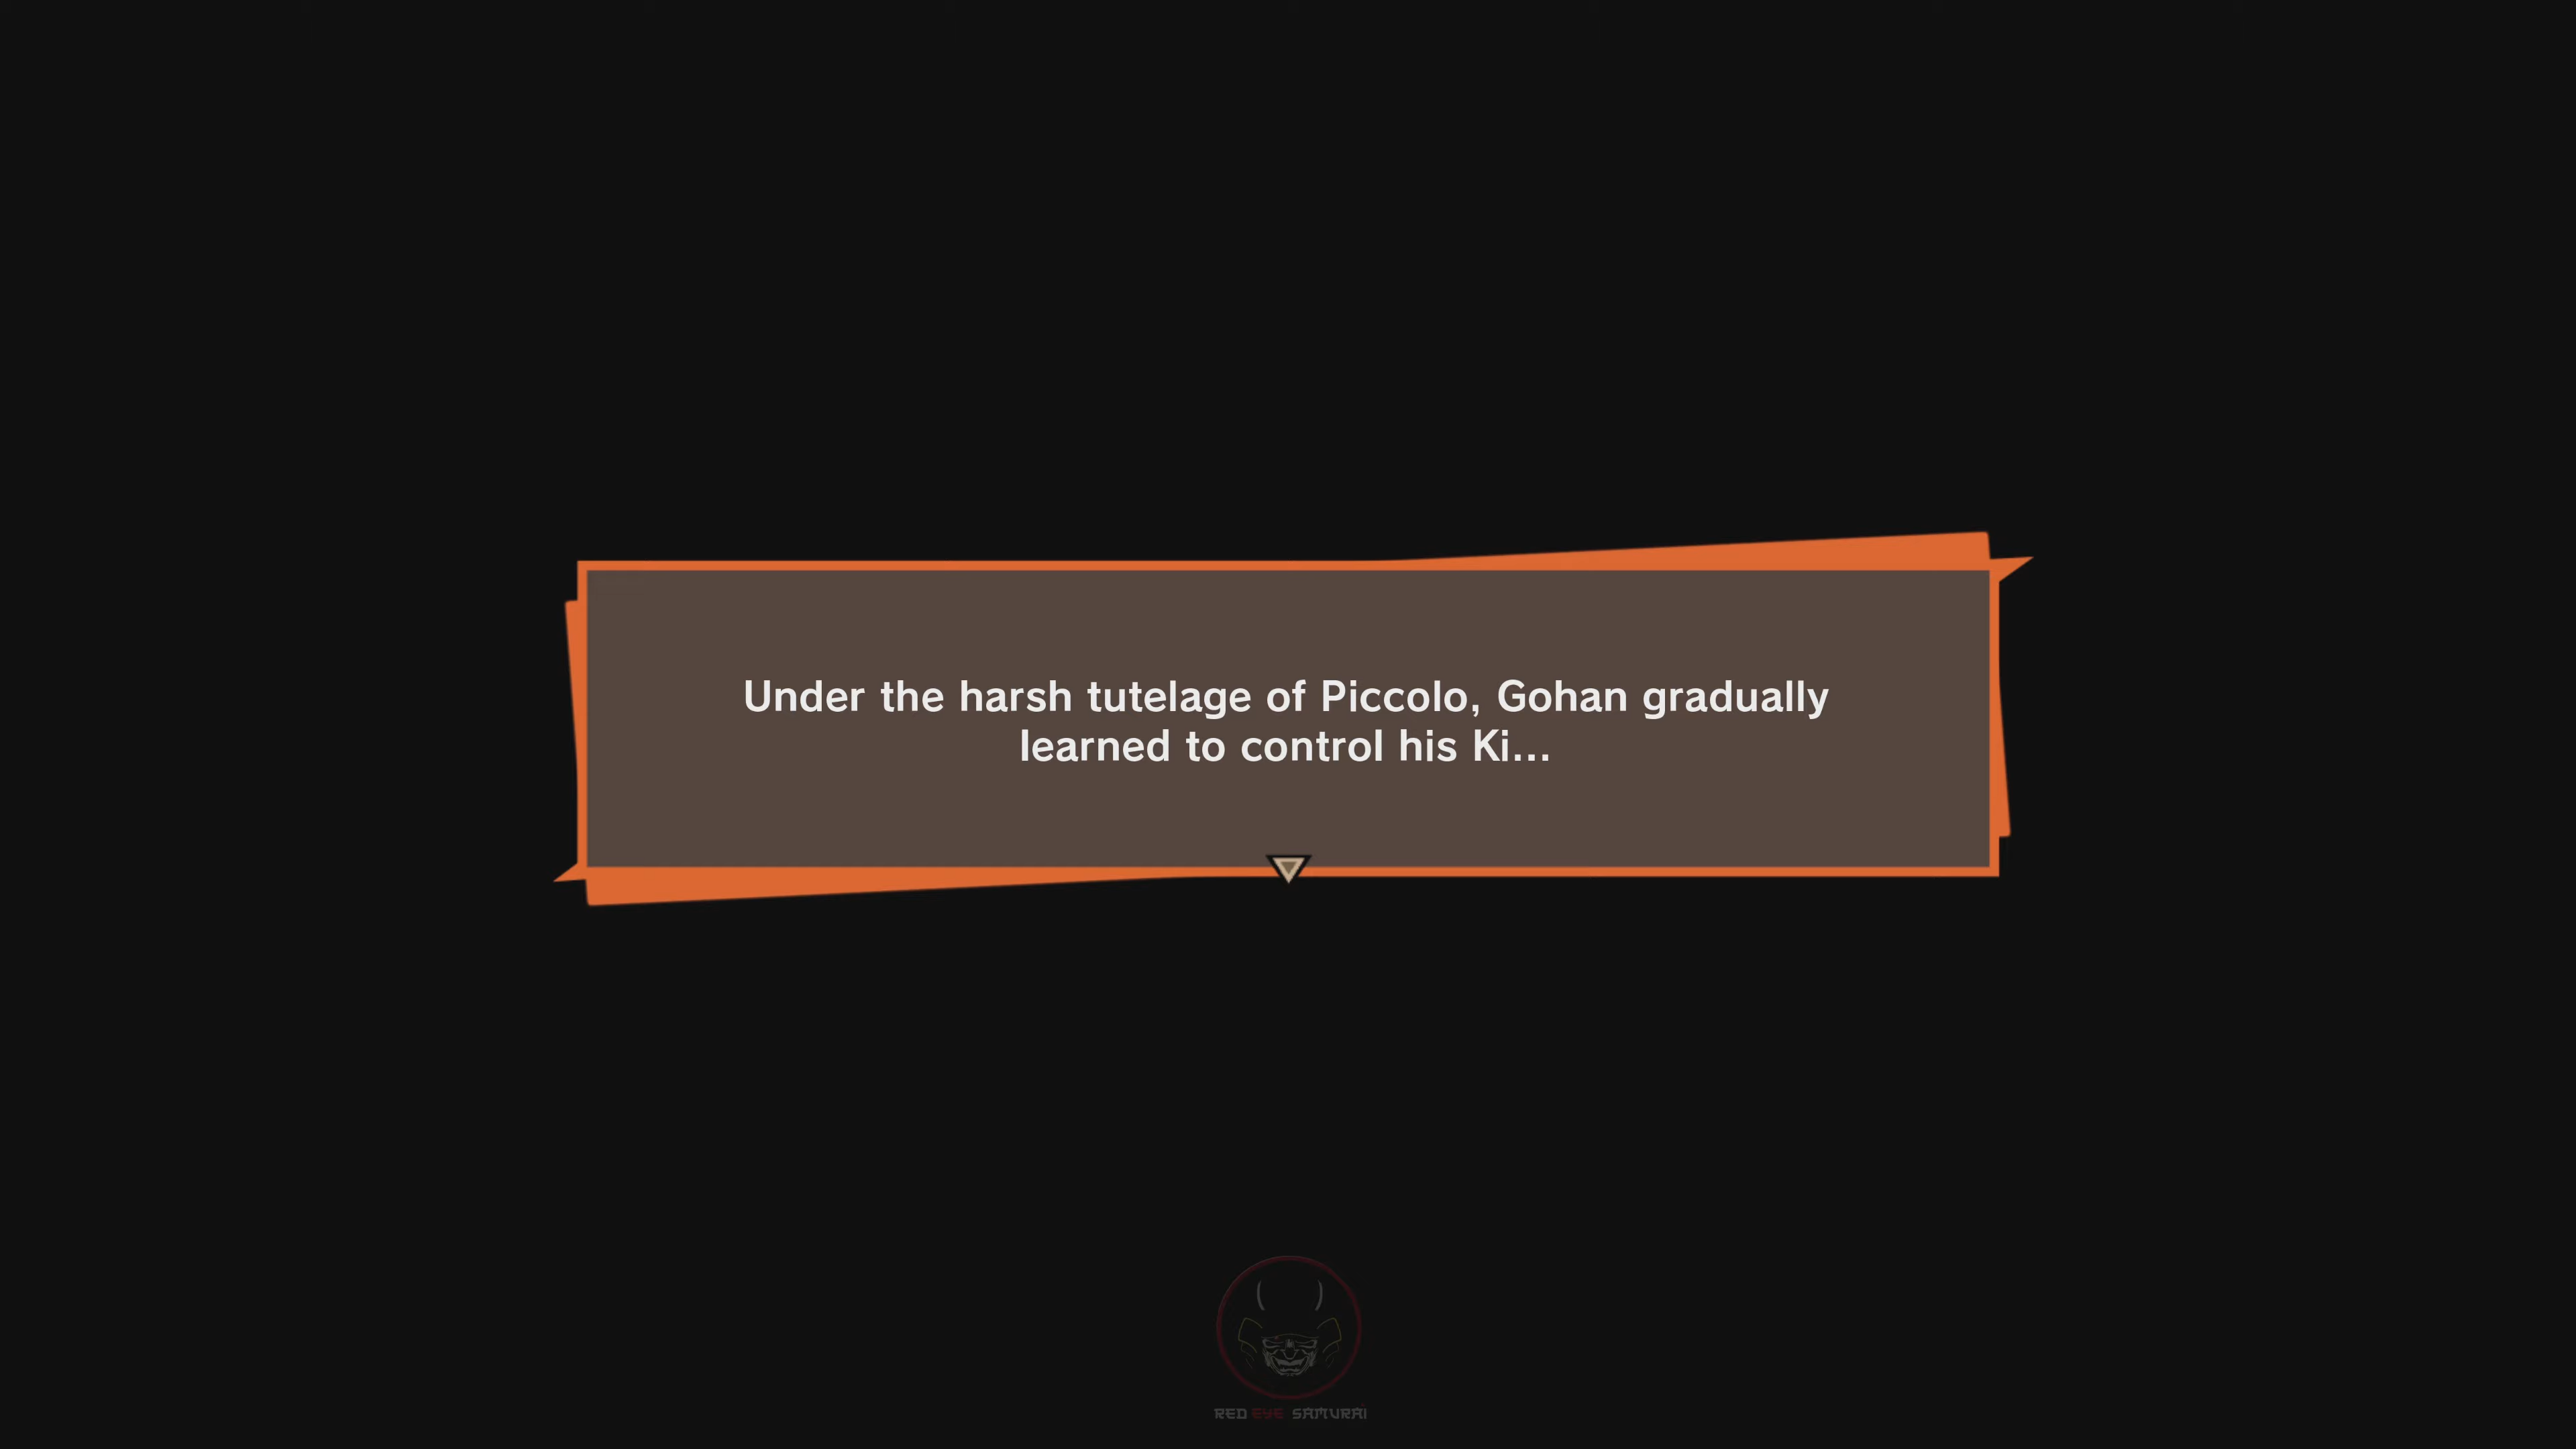 Under the harsh tutelage of Piccolo, Gohan gradually
learned to control his Ki...
RED EYE SAMURAI